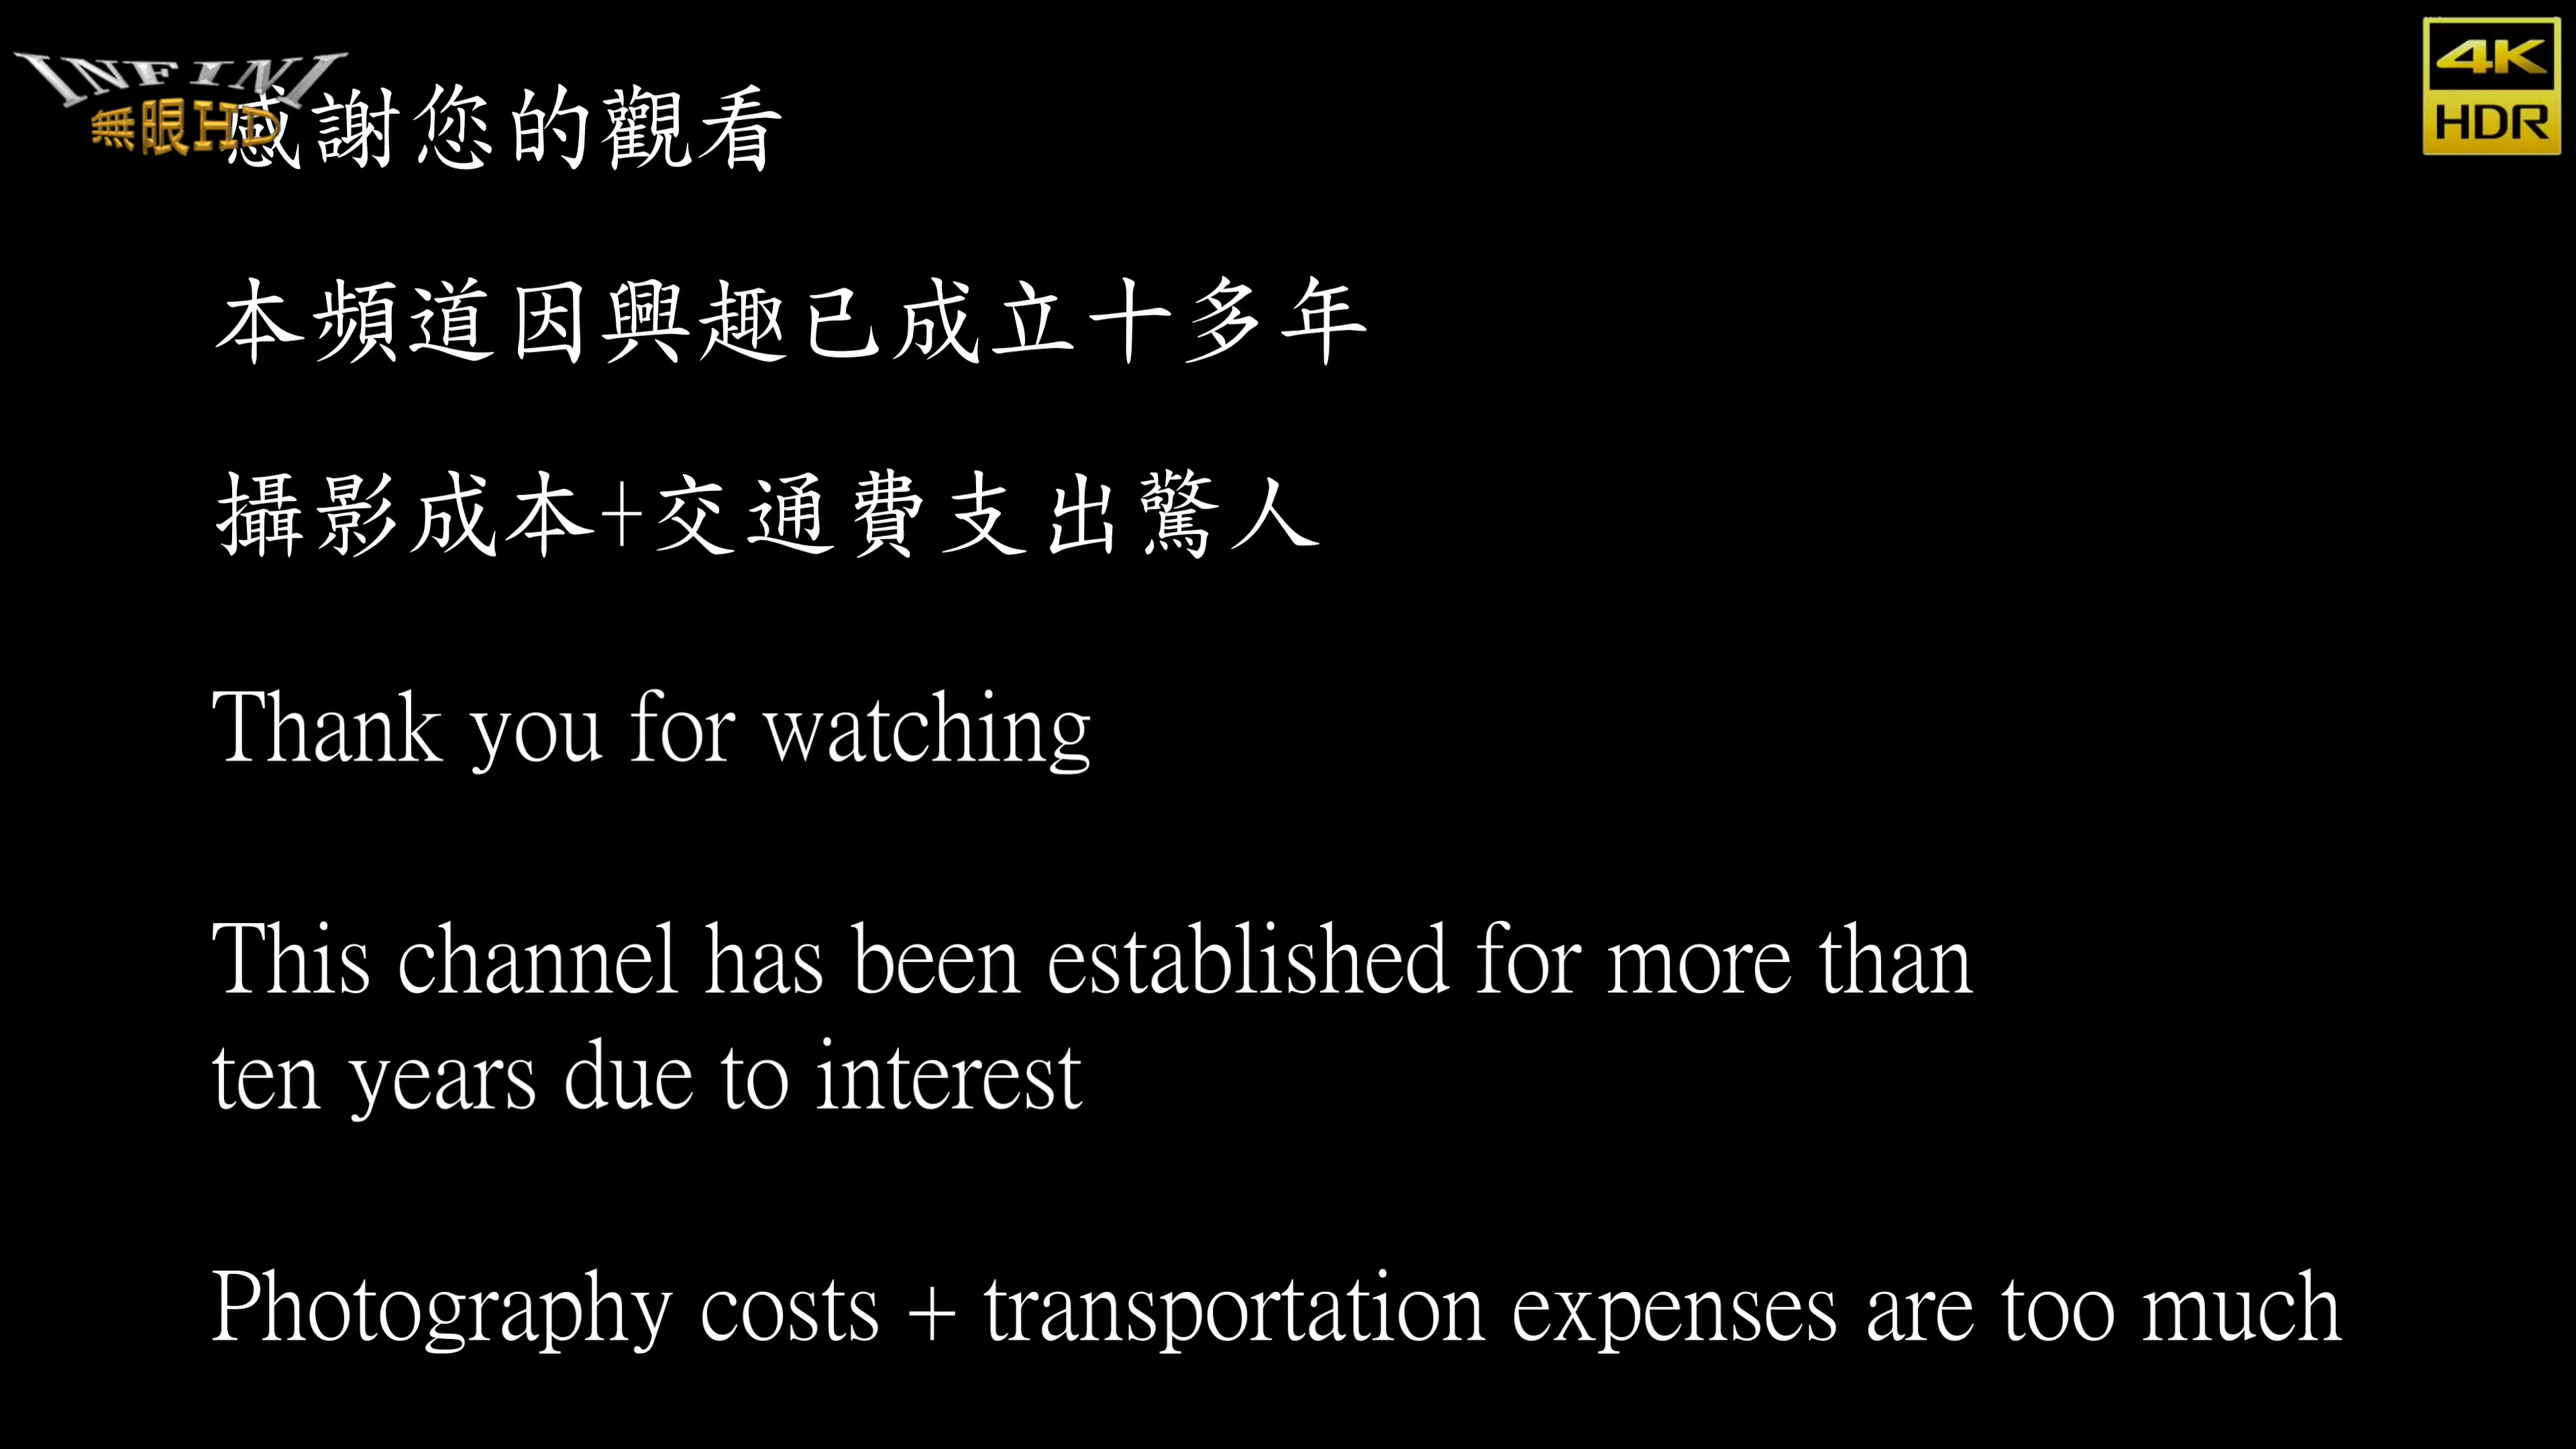 INFINI
無限HD
4K
HDR
感謝您的觀看
本頻道因興趣已成立十多年
攝影成本+交通費支出驚人
Thank you for watching
This channel has been established for more than
ten years due to interest
Photography costs + transportation expenses are too much